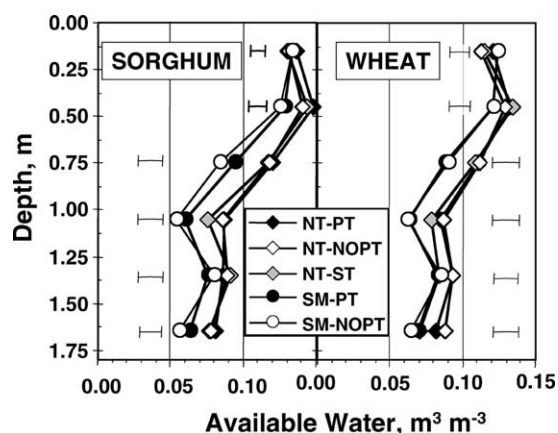 0.00
0.25
0.50
0.75
1.00
1.25
1.50
1.75
Depth, m
SORGHUM
WHEAT
NT-PT
NT-NOPT
NT-ST
SM-PT
SM-NOPT
0.00 0.05 0.10 0.00 0.05 0.10 0.15
Available Water, m³ m⁻³